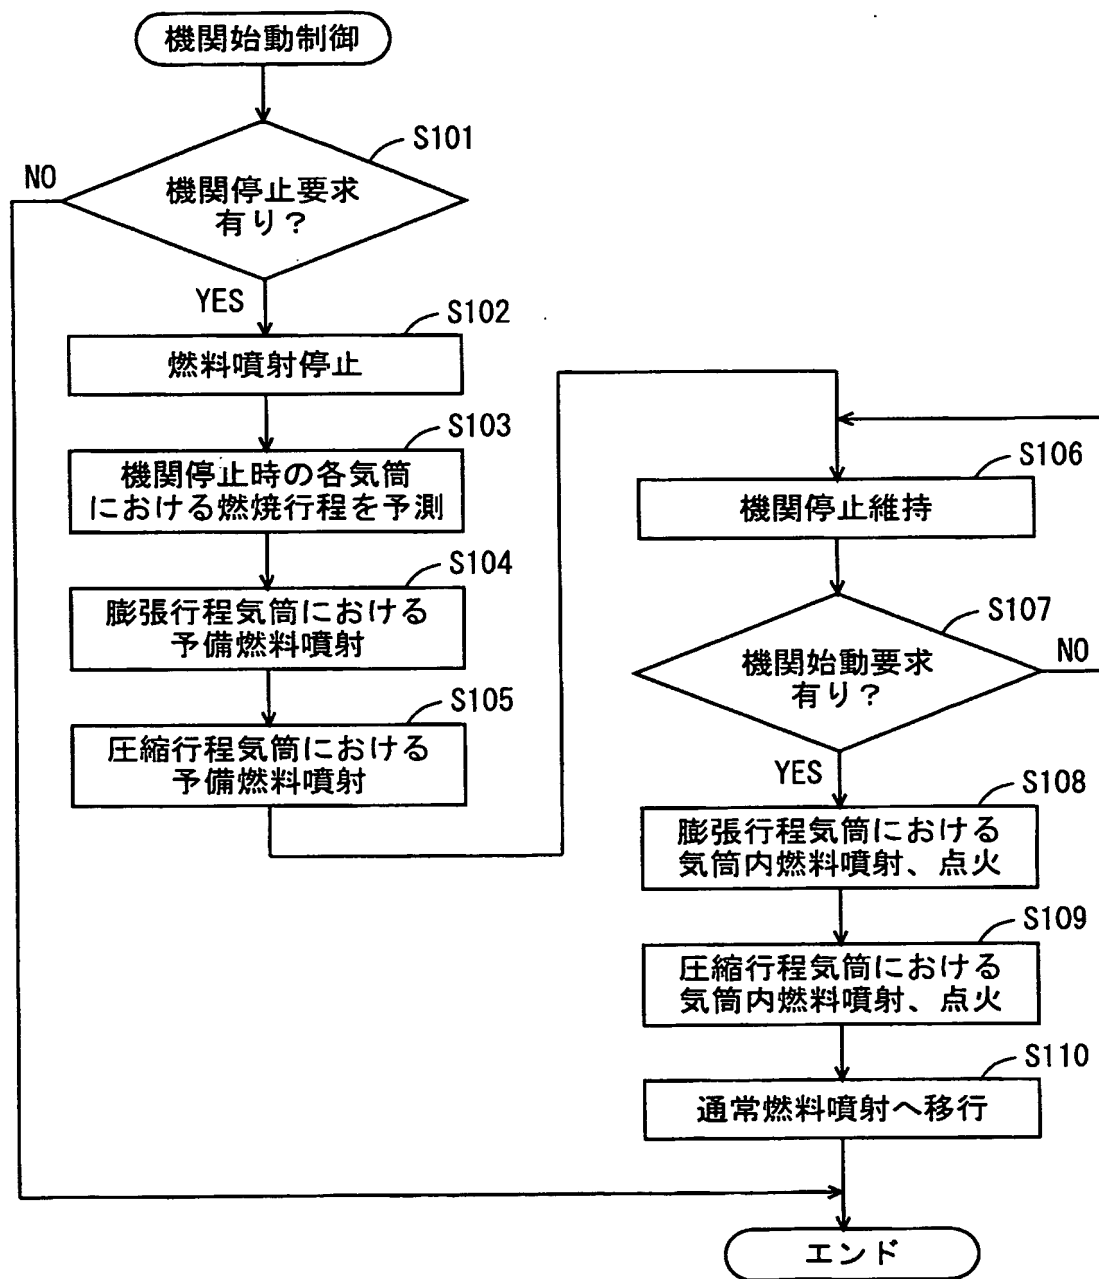 機関始動制御
S101
NO
機関停止要求
有り？
YES
S102
燃料噴射停止
S103
機関停止時の各気筒
における燃焼行程を予測
S104
膨張行程気筒における
予備燃料噴射
S105
圧縮行程気筒における
予備燃料噴射
S106
機関停止維持
S107
機関始動要求
有り？
NO
YES
S108
膨張行程気筒における
気筒内燃料噴射、点火
S109
圧縮行程気筒における
気筒内燃料噴射、点火
S110
通常燃料噴射へ移行
エンド